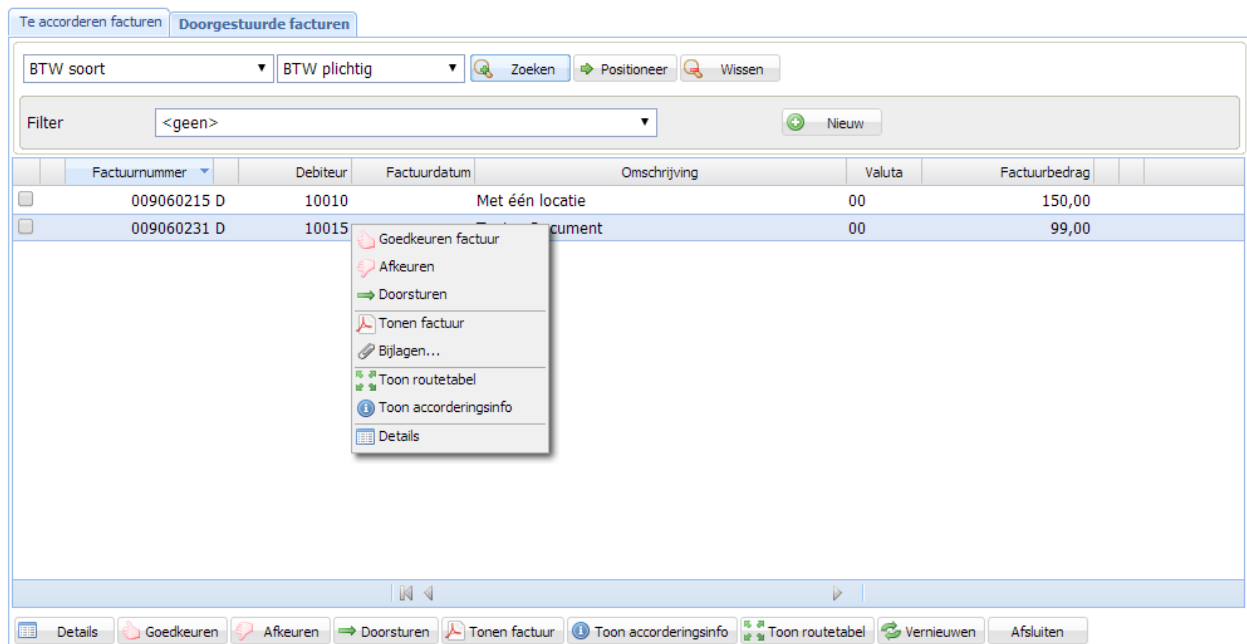 Te accorderen facturen Doorgestuurde facturen
BTW soort BTW plichtig Zoeken Positioneer Wissen
Filter <geen> Nieuw
Factuurnummer Debiteur Factuurdatum Omschrijving Valuta Factuurbedrag
009060215 D 10010 Met één locatie 00 150,00
009060231 D 10015 cument 00 99,00
Goedkeuren factuur
Afkeuren
Doorsturen
Tonen factuur
Bijlagen...
Toon routetabel
Toon accorderingsinfo
Details
Details Goedkeuren Afkeuren Doorsturen Tonen factuur Toon accorderingsinfo Toon routetabel Vernieuwen Afsluiten